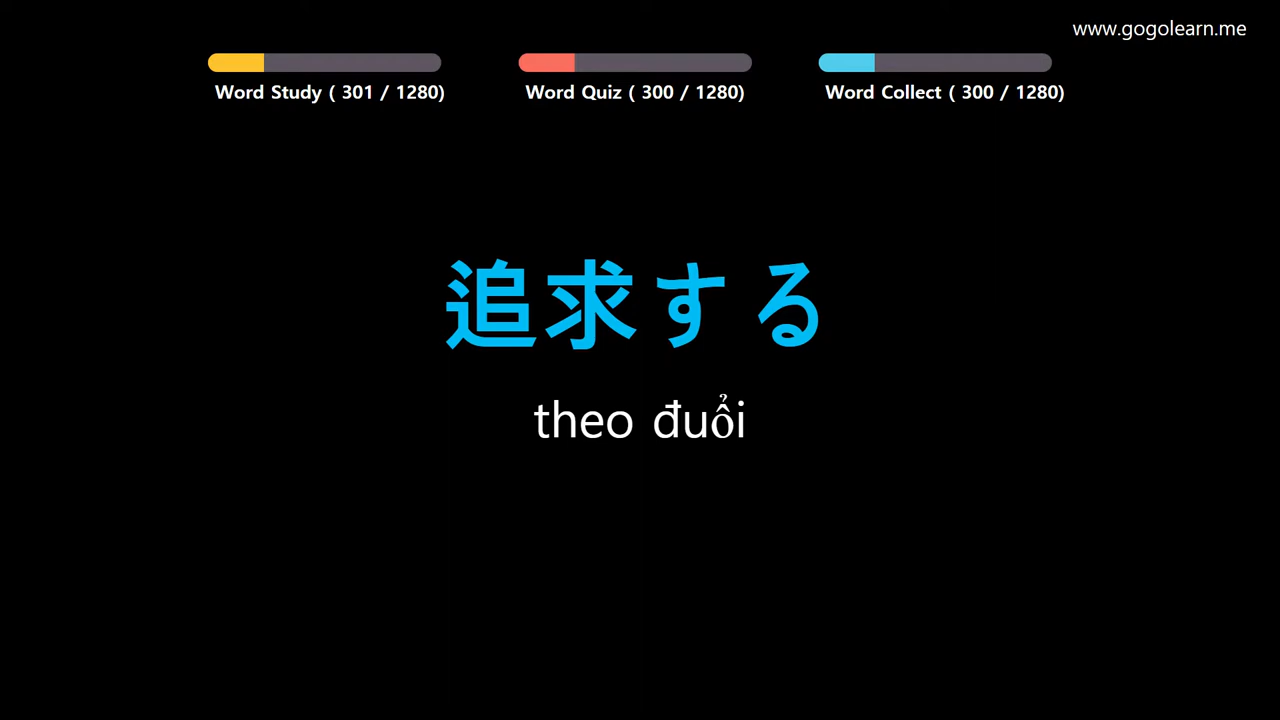 www.gogolearn.me
Word Study ( 301 / 1280)
Word Quiz ( 300 / 1280)
Word Collect ( 300 / 1280)
追求する
theo đuổi